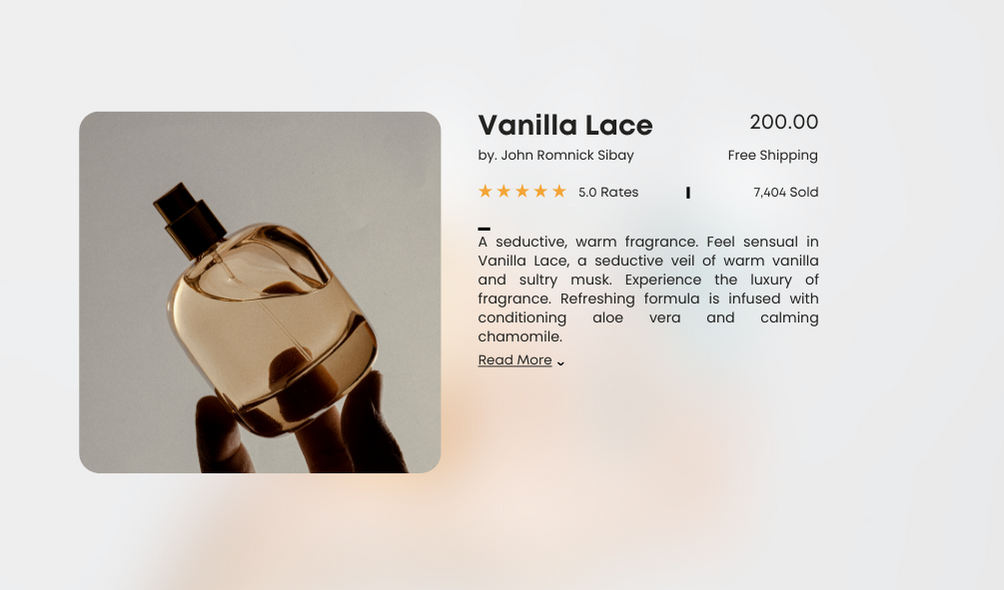 Vanilla Lace
200.00
by. John Romnick Sibay
Free Shipping
5.0 Rates
7,404 Sold
A seductive, warm fragrance. Feel sensual in
Vanilla Lace, a seductive veil of warm vanilla
and sultry musk. Experience the luxury of
fragrance. Refreshing formula is infused with
conditioning aloe vera and calming
chamomile.
Read More